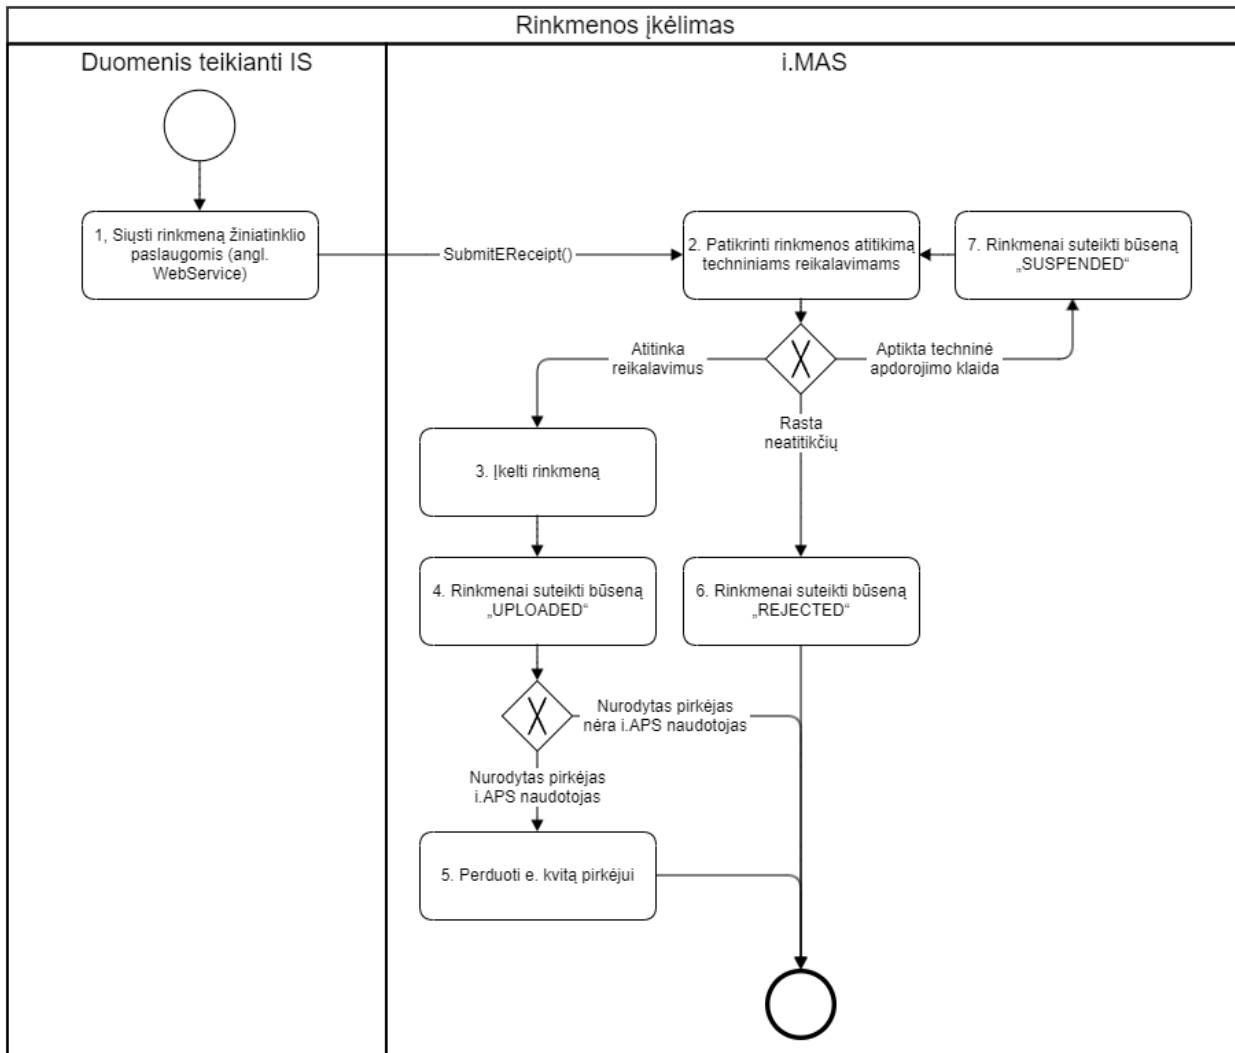 Rinkmenos įkėlimas
Duomenis teikianti IS
i.MAS
1, Siųsti rinkmeną žiniatinklio
paslaugomis (angl.
WebService)
SubmitEReceipt()
2. Patikrinti rinkmenos atitikimą
techniniams reikalavimams
7. Rinkmenai suteikti būseną
„SUSPENDED“
Atitinka
reikalavimus
Aptikta techninė
apdorojimo klaida
Rasta
neatitikčių
3. Įkelti rinkmeną
4. Rinkmenai suteikti būseną
„UPLOADED“
6. Rinkmenai suteikti būseną
„REJECTED“
Nurodytas pirkėjas
nėra i.APS naudotojas
Nurodytas pirkėjas
i.APS naudotojas
5. Perduoti e. kvitą pirkėjui